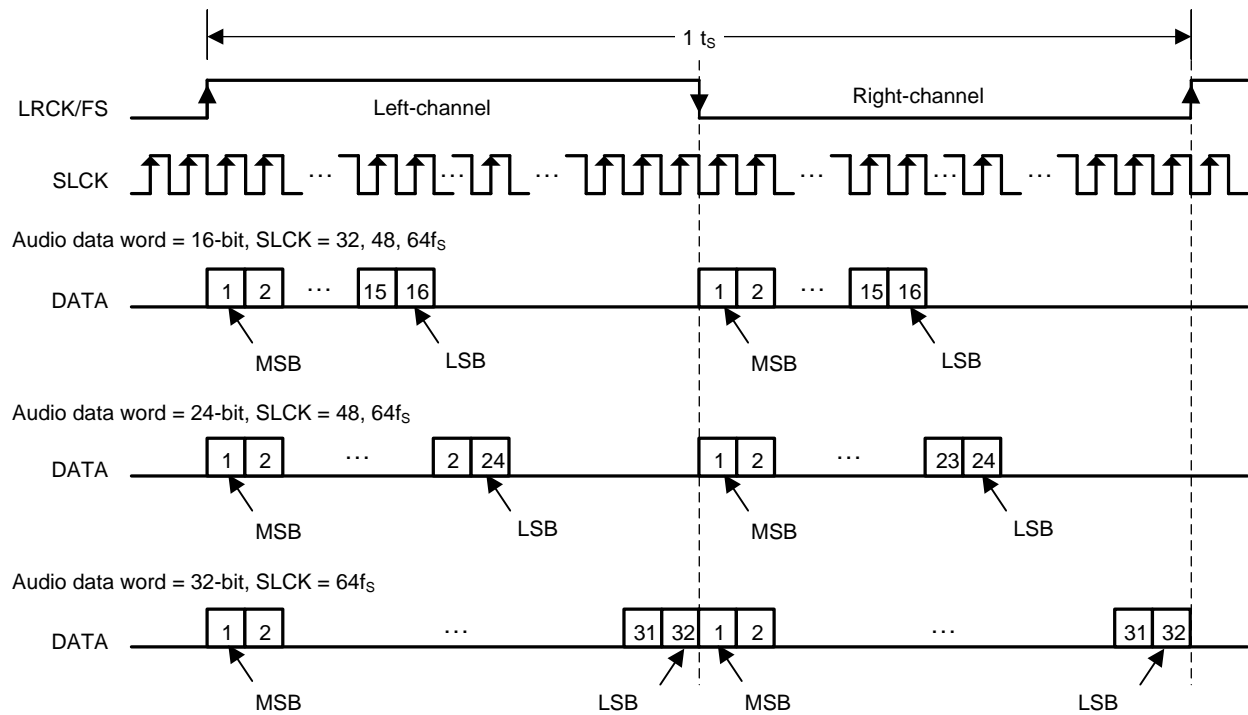 1 tS
LRCK/FS
Left-channel
Right-channel
SLCK
... ... ... ... ... ...
Audio data word = 16-bit, SLCK = 32, 48, 64fS
DATA
1 2 ... 15 16 1 2 ... 15 16
MSB LSB MSB LSB
Audio data word = 24-bit, SLCK = 48, 64fS
DATA
1 2 ... 2 24 1 2 ... 23 24
MSB LSB MSB LSB
Audio data word = 32-bit, SLCK = 64fS
DATA
1 2 ... 31 32 1 2 ... 31 32
MSB LSB MSB LSB